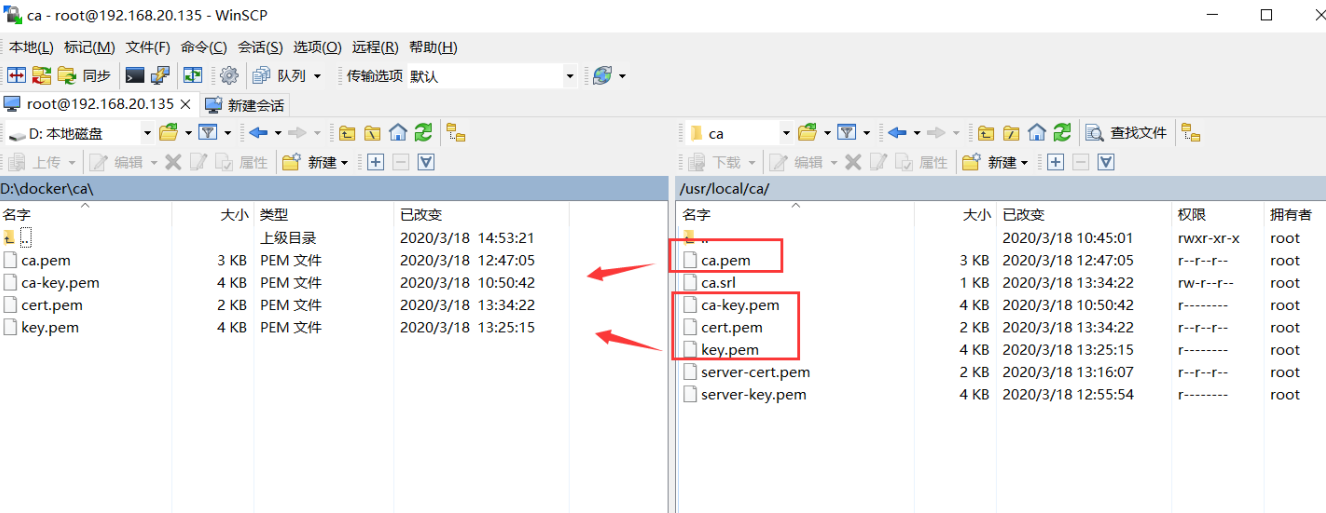 ca - root@192.168.20.135 - WinSCP
本地(L) 标记(M) 文件(F) 命令(C) 会话(S) 选项(O) 远程(R) 帮助(H)
同步 队列 传输选项 默认
root@192.168.20.135 × 新建会话
D: 本地磁盘 ca 查找文件
上传 编辑 属性 新建 下载 编辑 属性 新建
D:\docker\ca\ /usr/local/ca/
名字 大小 类型 已改变 名字 大小 已改变 权限 拥有者
.. 上级目录 2020/3/18 14:53:21 .. 2020/3/18 10:45:01 rwxr-xr-x root
ca.pem 3 KB PEM 文件 2020/3/18 12:47:05 ca.pem 3 KB 2020/3/18 12:47:05 r--r--r-- root
ca-key.pem 4 KB PEM 文件 2020/3/18 10:50:42 ca.srl 1 KB 2020/3/18 13:34:22 rw-r--r-- root
cert.pem 2 KB PEM 文件 2020/3/18 13:34:22 ca-key.pem 4 KB 2020/3/18 10:50:42 r-------- root
key.pem 4 KB PEM 文件 2020/3/18 13:25:15 cert.pem 2 KB 2020/3/18 13:34:22 r--r--r-- root
key.pem 4 KB 2020/3/18 13:25:15 r-------- root
server-cert.pem 2 KB 2020/3/18 13:16:07 r--r--r-- root
server-key.pem 4 KB 2020/3/18 12:55:54 r-------- root